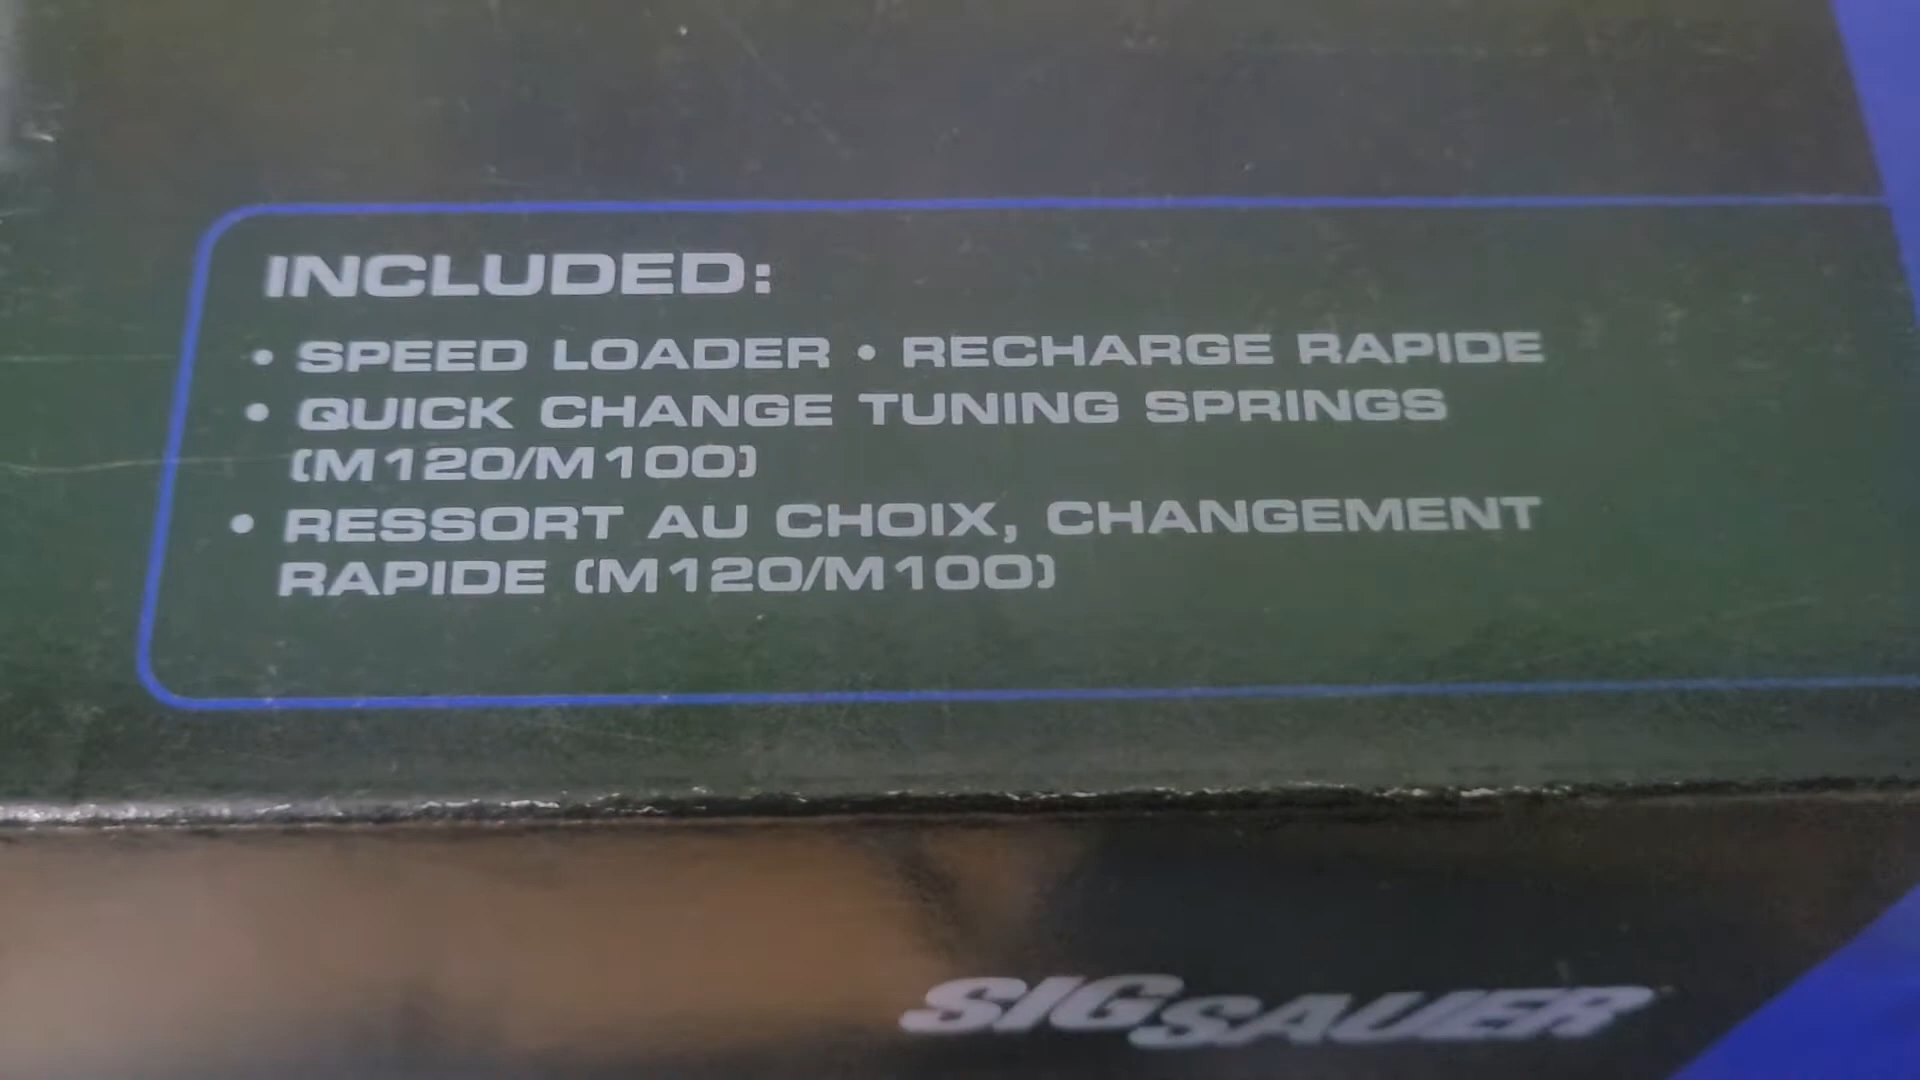 INCLUDED:
• SPEED LOADER • RECHARGE RAPIDE
• QUICK CHANGE TUNING SPRINGS
(M120/M100)
• RESSORT AU CHOIX, CHANGEMENT
RAPIDE (M120/M100)
SIG SAUER